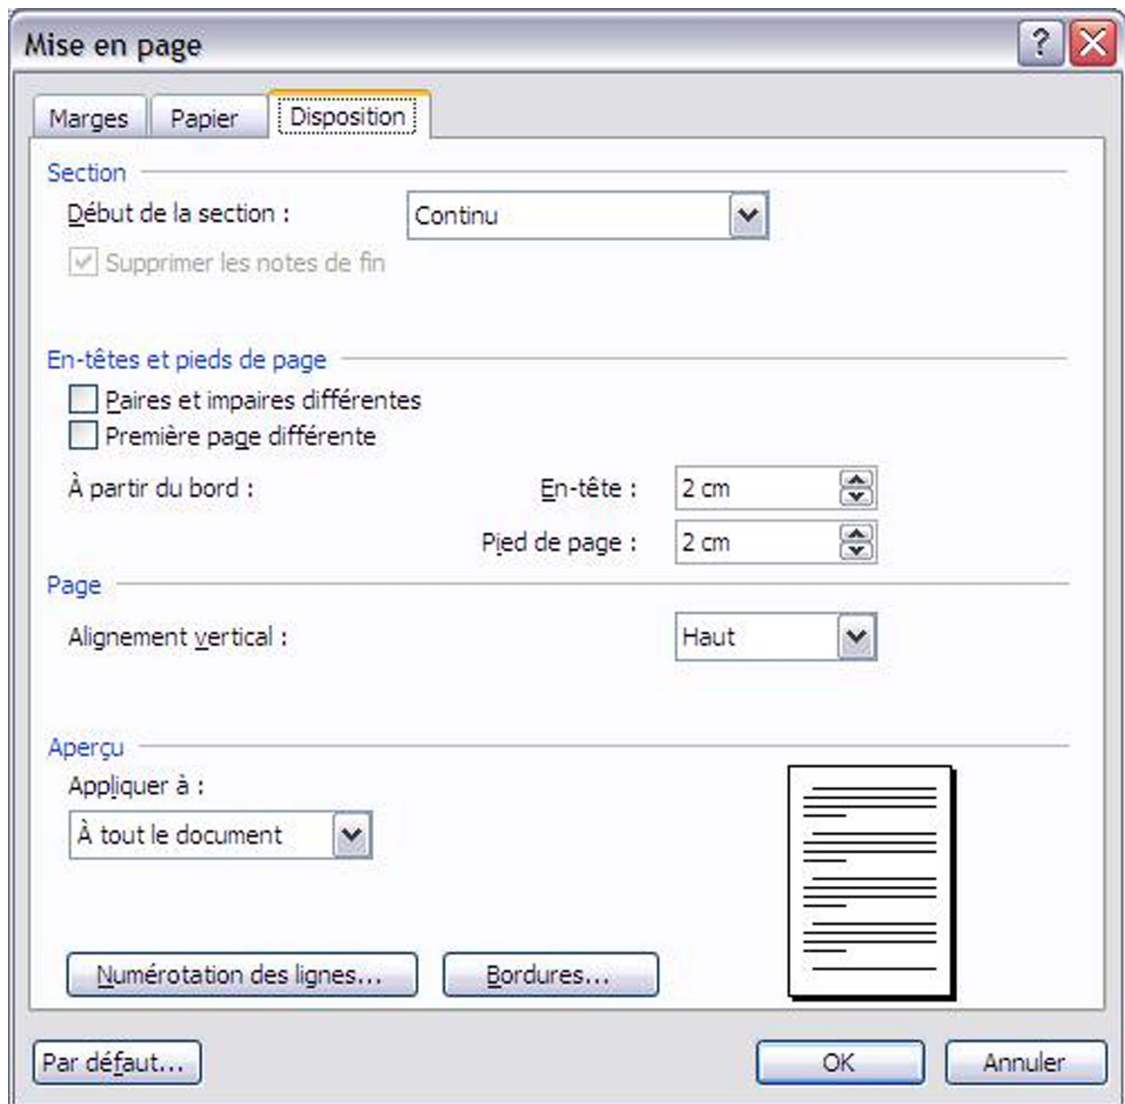 Mise en page
Marges Papier Disposition
Section
Début de la section : Continu
Supprimer les notes de fin
En-têtes et pieds de page
Paires et impaires différentes
Première page différente
À partir du bord : En-tête : 2 cm
Pied de page : 2 cm
Page
Alignement vertical : Haut
Aperçu
Appliquer à :
À tout le document
Numérotation des lignes... Bordures...
Par défaut... OK Annuler